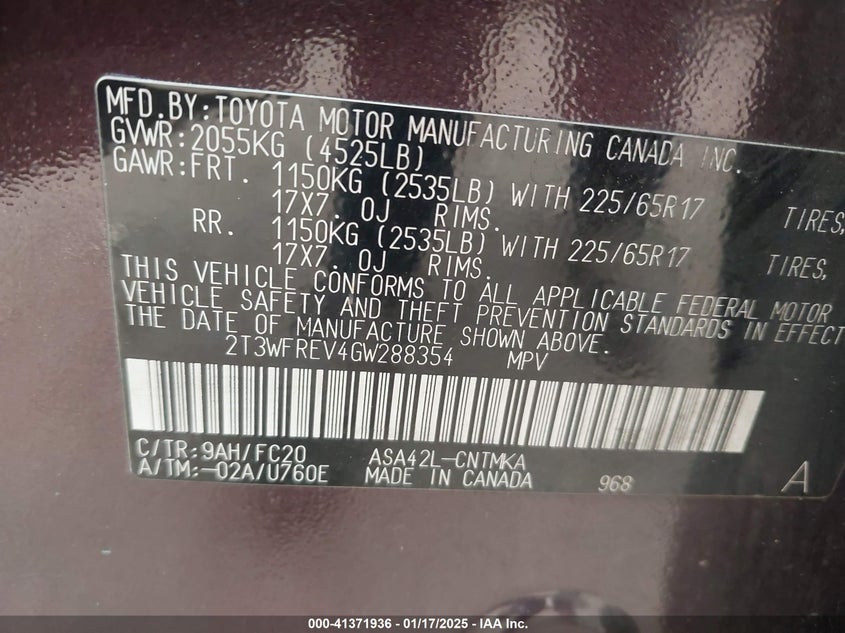 MFD.BY:TOYOTA MOTOR MANUFACTURING CANADA INC.
GVWR:2055KG (4525LB)
GAWR:FRT. 1150KG (2535LB) WITH 225/65R17 TIRES,
17X7. OJ RIMS.
RR. 1150KG (2535LB) WITH 225/65R17 TIRES,
17X7. OJ RIMS.
THIS VEHICLE CONFORMS TO ALL APPLICABLE FEDERAL MOTOR
VEHICLE SAFETY AND THEFT PREVENTION STANDARDS IN EFFECT
THE DATE OF MANUFACTURE SHOWN ABOVE.
2T3WFREV4GW288354 MPV
C/TR:9AH/FC20 ASA42L-CNTMKA
A/TM:-02A/U760E MADE IN CANADA 968 A
000-41371936 - 01/17/2025 - IAA Inc.